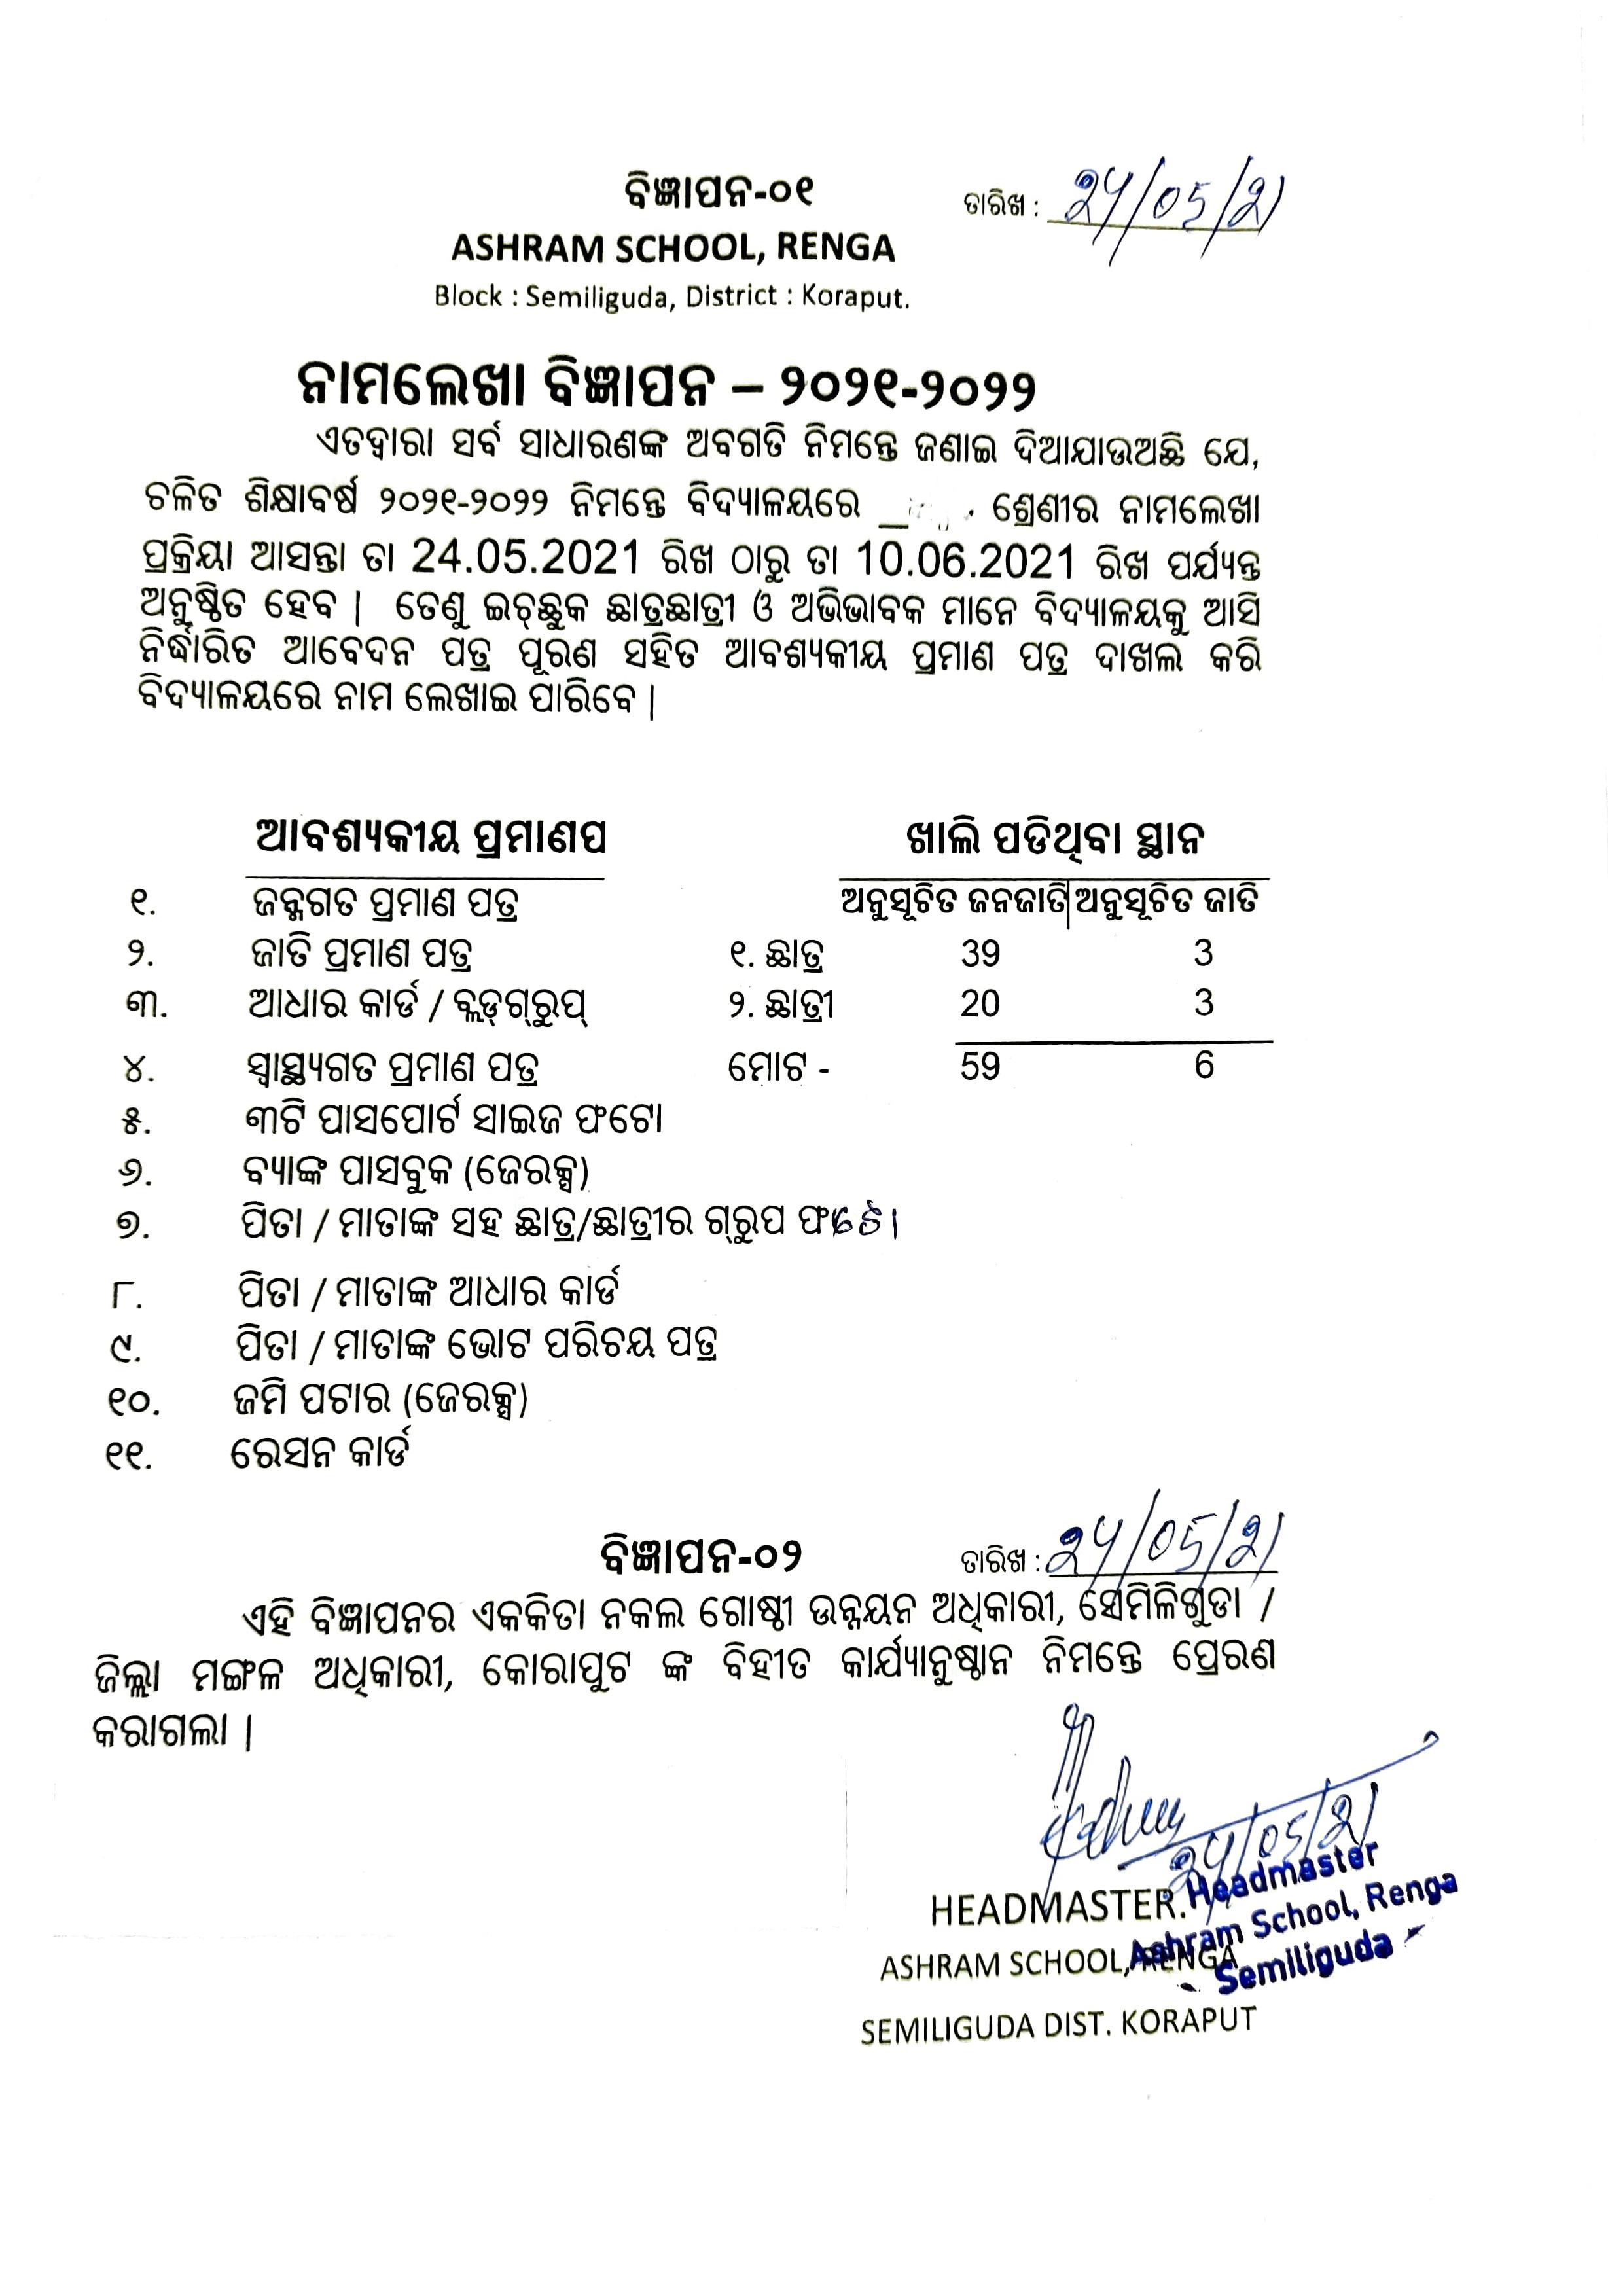 ବିଜ୍ଞାପନ-୦୧
ତାରିଖ : 24/05/21
ASHRAM SCHOOL, RENGA
Block : Semiliguda, District : Koraput.
ନାମଲେଖା ବିଜ୍ଞାପନ – ୨୦୨୧-୨୦୨୨
ଏତଦ୍ୱାରା ସର୍ବ ସାଧାରଣଙ୍କ ଅବଗତି ନିମନ୍ତେ ଜଣାଇ ଦିଆଯାଉଅଛି ଯେ,
ଚଳିତ ଶିକ୍ଷାବର୍ଷ ୨୦୨୧-୨୦୨୨ ନିମନ୍ତେ ବିଦ୍ୟାଳୟରେ ଶ୍ରେଣୀର ନାମଲେଖା
ପ୍ରକ୍ରିୟା ଆସନ୍ତା ତା 24.05.2021 ରିଖ ଠାରୁ ତା 10.06.2021 ରିଖ ପର୍ଯ୍ୟନ୍ତ
ଅନୁଷ୍ଠିତ ହେବ | ତେଣୁ ଇଚ୍ଛୁକ ଛାତ୍ରଛାତ୍ରୀ ଓ ଅଭିଭାବକ ମାନେ ବିଦ୍ୟାଳୟକୁ ଆସି
ନିର୍ଦ୍ଧାରିତ ଆବେଦନ ପତ୍ର ପୂରଣ ସହିତ ଆବଶ୍ୟକୀୟ ପ୍ରମାଣ ପତ୍ର ଦାଖଲ କରି
ବିଦ୍ୟାଳୟରେ ନାମ ଲେଖାଇ ପାରିବେ |
ଆବଶ୍ୟକୀୟ ପ୍ରମାଣପ ଖାଲି ପଡିଥିବା ସ୍ଥାନ
୧. ଜନ୍ମଗତ ପ୍ରମାଣ ପତ୍ର ଅନୁସୂଚିତ ଜନଜାତି ଅନୁସୂଚିତ ଜାତି
୨. ଜାତି ପ୍ରମାଣ ପତ୍ର ୧. ଛାତ୍ର 39 3
୩. ଆଧାର କାର୍ଡ / ବ୍ଲଡ୍‌ଗ୍ରୁପ୍ ୨. ଛାତ୍ରୀ 20 3
୪. ସ୍ୱାସ୍ଥ୍ୟଗତ ପ୍ରମାଣ ପତ୍ର ମୋଟ - 59 6
୫. ୩ଟି ପାସପୋର୍ଟ ସାଇଜ ଫଟୋ
୬. ବ୍ୟାଙ୍କ ପାସବୁକ (ଜେରକ୍ସ)
୭. ପିତା / ମାତାଙ୍କ ସହ ଛାତ୍ର/ଛାତ୍ରୀର ଗ୍ରୁପ ଫଟୋ
୮. ପିତା / ମାତାଙ୍କ ଆଧାର କାର୍ଡ
୯. ପିତା / ମାତାଙ୍କ ଭୋଟ ପରିଚୟ ପତ୍ର
୧୦. ଜମି ପଟାର (ଜେରକ୍ସ)
୧୧. ରେସନ କାର୍ଡ
ବିଜ୍ଞାପନ-୦୨ ତାରିଖ : 24/05/21
ଏହି ବିଜ୍ଞାପନର ଏକକିତା ନକଲ ଗୋଷ୍ଠୀ ଉନ୍ନୟନ ଅଧିକାରୀ, ସେମିଳିଗୁଡା /
ଜିଲ୍ଲା ମଙ୍ଗଳ ଅଧିକାରୀ, କୋରାପୁଟ ଙ୍କ ବିହୀତ କାର୍ଯ୍ୟାନୁଷ୍ଠାନ ନିମନ୍ତେ ପ୍ରେରଣ
କରାଗଲା |
24/05/21
HEADMASTER.
ASHRAM SCHOOL, RENGA
SEMILIGUDA DIST. KORAPUT
Headmaster
Ashram School, Renga
Semiliguda